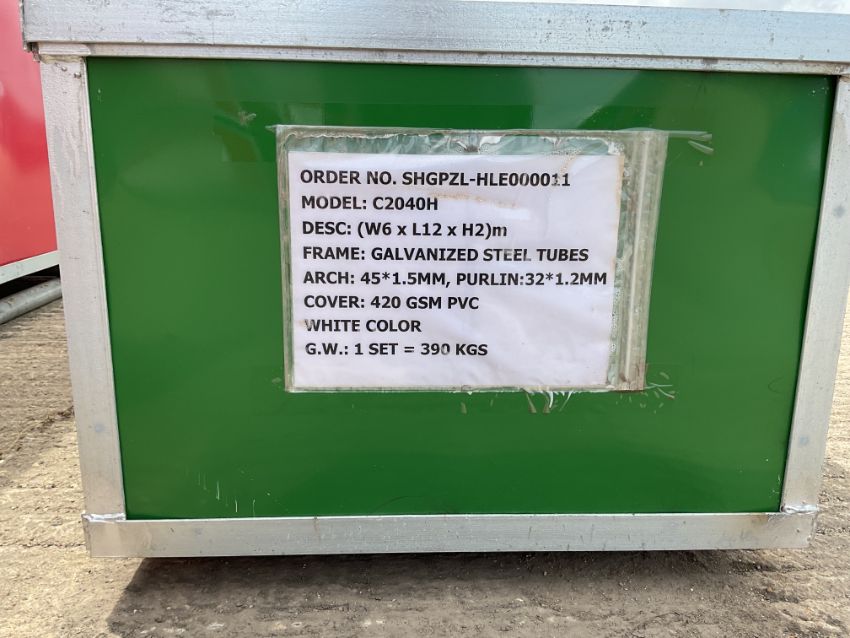 ORDER NO. SHGPZL-HLE000011
MODEL: C2040H
DESC: (W6 x L12 x H2)m
FRAME: GALVANIZED STEEL TUBES
ARCH: 45*1.5MM, PURLIN:32*1.2MM
COVER: 420 GSM PVC
WHITE COLOR
G.W.: 1 SET = 390 KGS